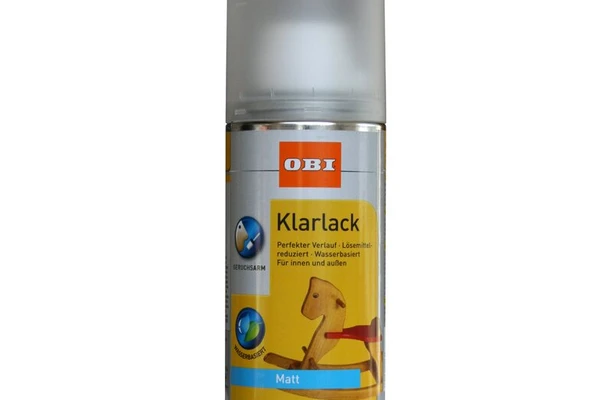 OBI
Klarlack
Perfekter Verlauf · Lösemittel-
reduziert · Wasserbasiert
Für innen und außen
GERUCHSARM
WASSERBASIERT
Matt